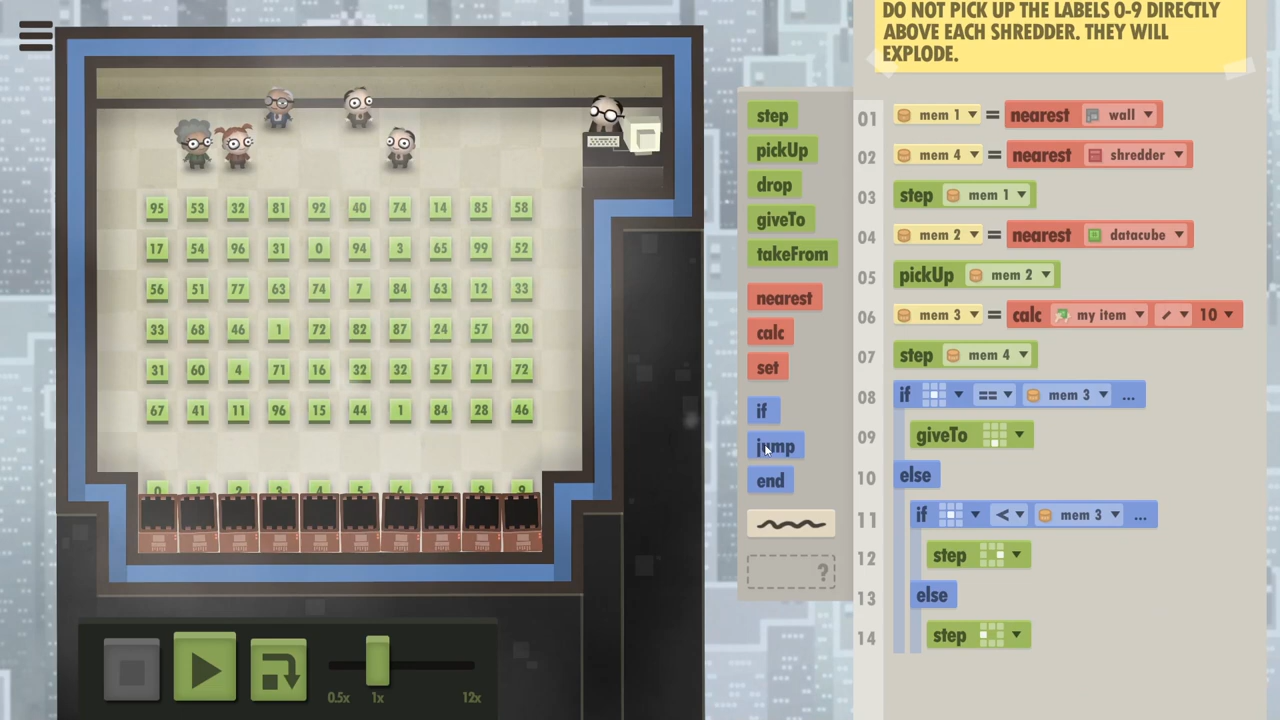 DO NOT PICK UP THE LABELS 0-9 DIRECTLY
ABOVE EACH SHREDDER. THEY WILL
EXPLODE.
95 53 32 81 92 40 74 14 85 58
17 54 96 31 0 94 3 65 99 52
56 51 77 63 74 7 84 63 12 33
33 68 46 1 72 82 87 24 57 20
31 60 4 71 16 32 32 57 71 72
67 41 11 96 15 44 1 84 28 46
0 1 2 3 4 5 6 7 8 9
0.5x 1x 12x
step
pickUp
drop
giveTo
takeFrom
nearest
calc
set
if
jump
end
?
01 mem 1 = nearest wall
02 mem 4 = nearest shredder
03 step mem 1
04 mem 2 = nearest datacube
05 pickUp mem 2
06 mem 3 = calc my item / 10
07 step mem 4
08 if == mem 3 ...
09 giveTo
10 else
11 if < mem 3 ...
12 step
13 else
14 step